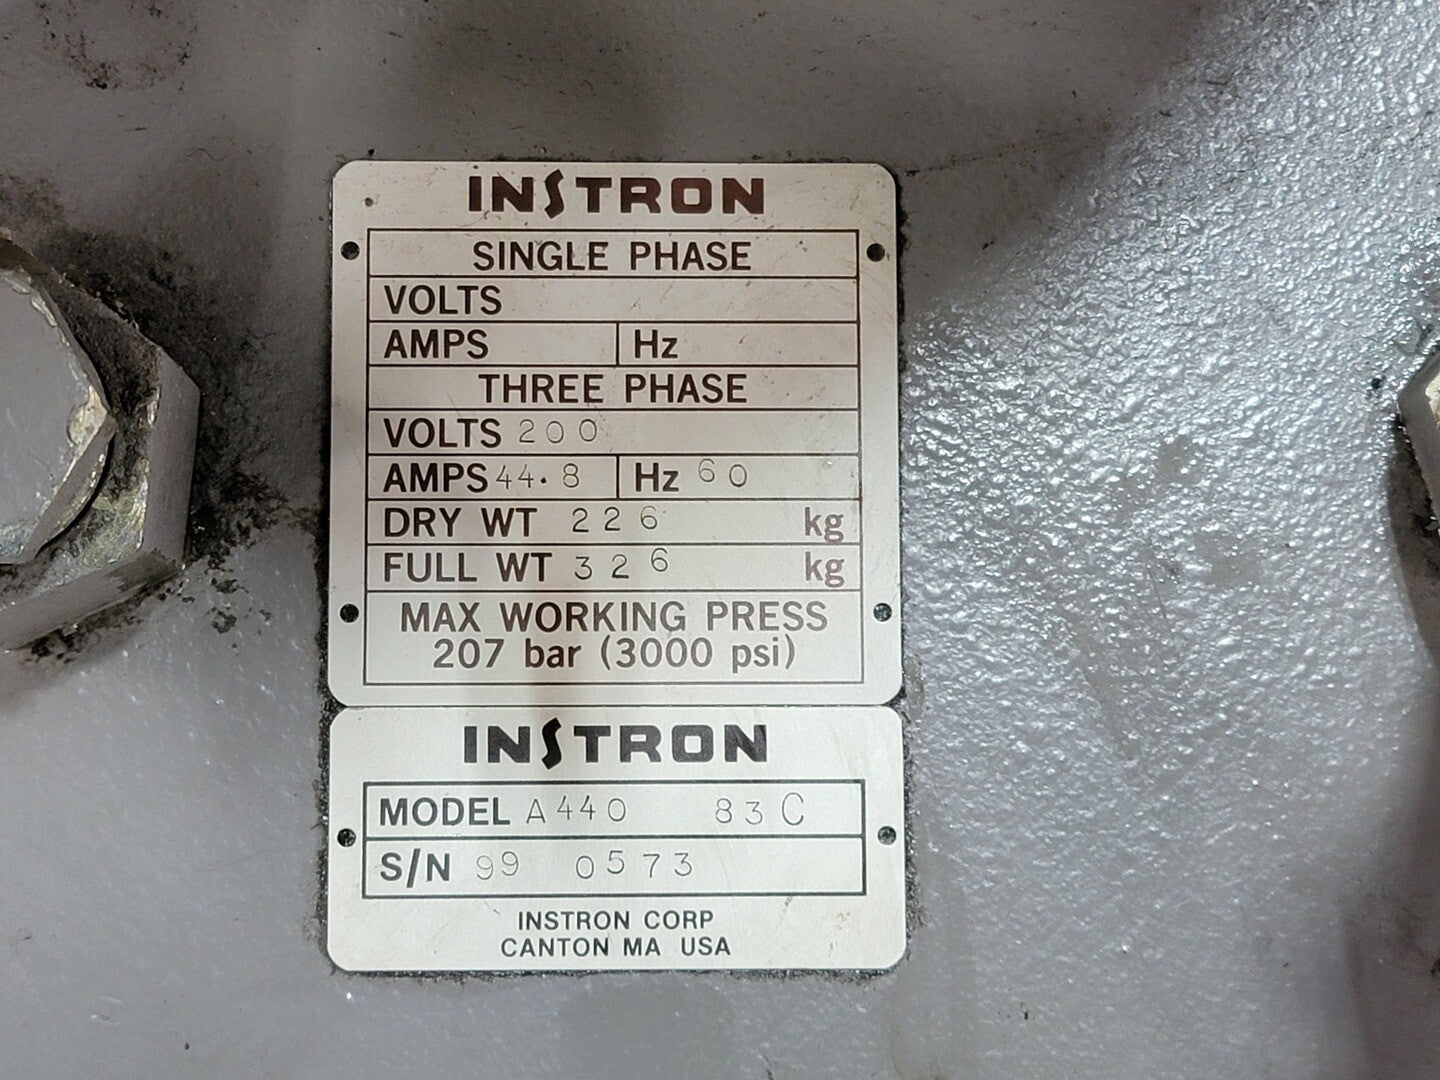 INSTRON
SINGLE PHASE
VOLTS
AMPS Hz
THREE PHASE
VOLTS 200
AMPS 44.8 Hz 60
DRY WT 226 kg
FULL WT 326 kg
MAX WORKING PRESS
207 bar (3000 psi)
INSTRON
MODEL A440 83C
S/N 99 0573
INSTRON CORP
CANTON MA USA